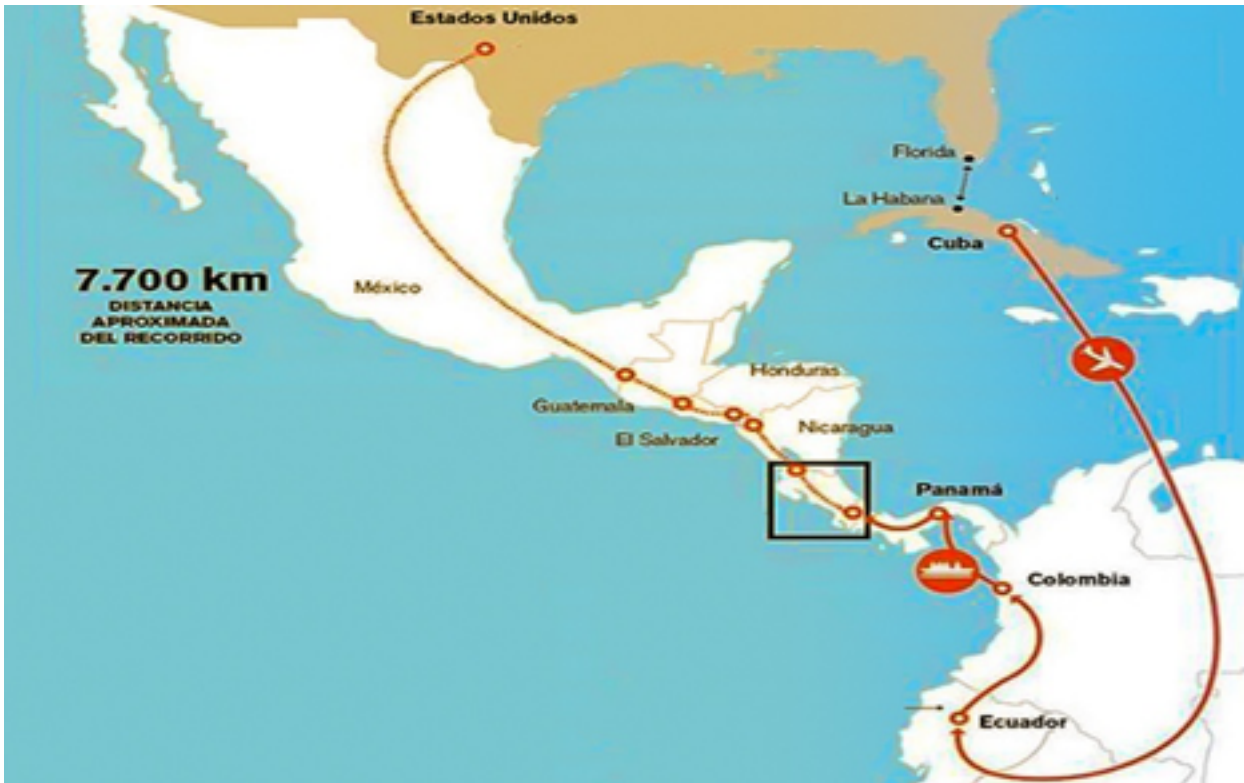 Estados Unidos
Florida
La Habana
Cuba
7.700 km
DISTANCIA
APROXIMADA
DEL RECORRIDO
México
Honduras
Guatemala
Nicaragua
El Salvador
Panamá
Colombia
Ecuador